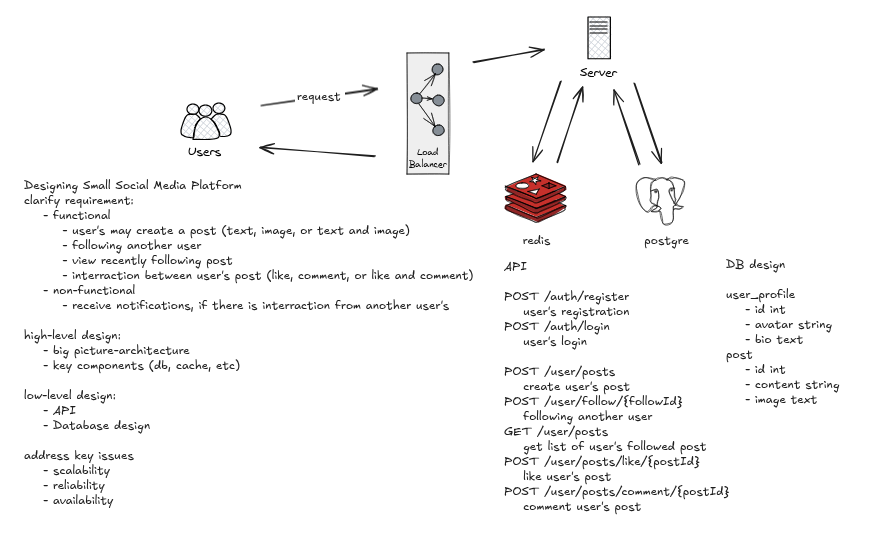 Server
request
Load
Balancer
Users
redis
postgre
Designing Small Social Media Platform
clarify requirement:
- functional
- user's may create a post (text, image, or text and image)
- following another user
- view recently following post
- interraction between user's post (like, comment, or like and comment)
- non-functional
- receive notifications, if there is interraction from another user's
high-level design:
- big picture-architecture
- key components (db, cache, etc)
low-level design:
- API
- Database design
address key issues
- scalability
- reliability
- availability
API
POST /auth/register
user's registration
POST /auth/login
user's login
POST /user/posts
create user's post
POST /user/follow/{followId}
following another user
GET /user/posts
get list of user's followed post
POST /user/posts/like/{postId}
like user's post
POST /user/posts/comment/{postId}
comment user's post
DB design
user_profile
- id int
- avatar string
- bio text
post
- id int
- content string
- image text